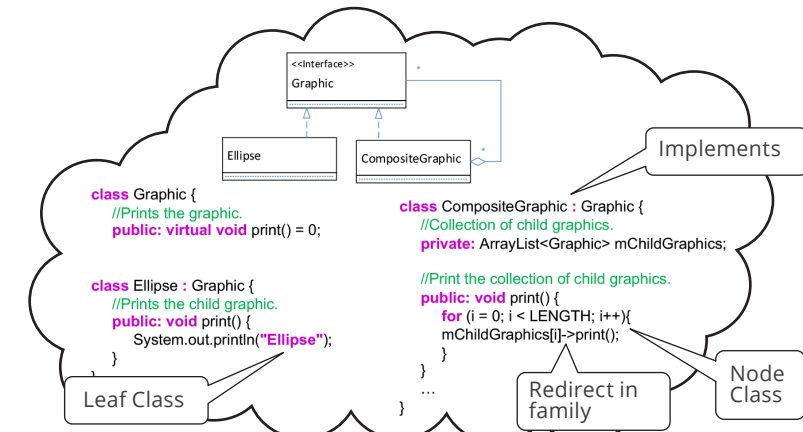 <<Interface>>
Graphic
*
*
Ellipse
CompositeGraphic
Implements
class Graphic {
//Prints the graphic.
public: virtual void print() = 0;
class Ellipse : Graphic {
//Prints the child graphic.
public: void print() {
System.out.println("Ellipse");
}
Leaf Class
class CompositeGraphic : Graphic {
//Collection of child graphics.
private: ArrayList<Graphic> mChildGraphics;
//Print the collection of child graphics.
public: void print() {
for (i = 0; i < LENGTH; i++){
mChildGraphics[i]->print();
}
}
…
}
Redirect in
family
Node
Class